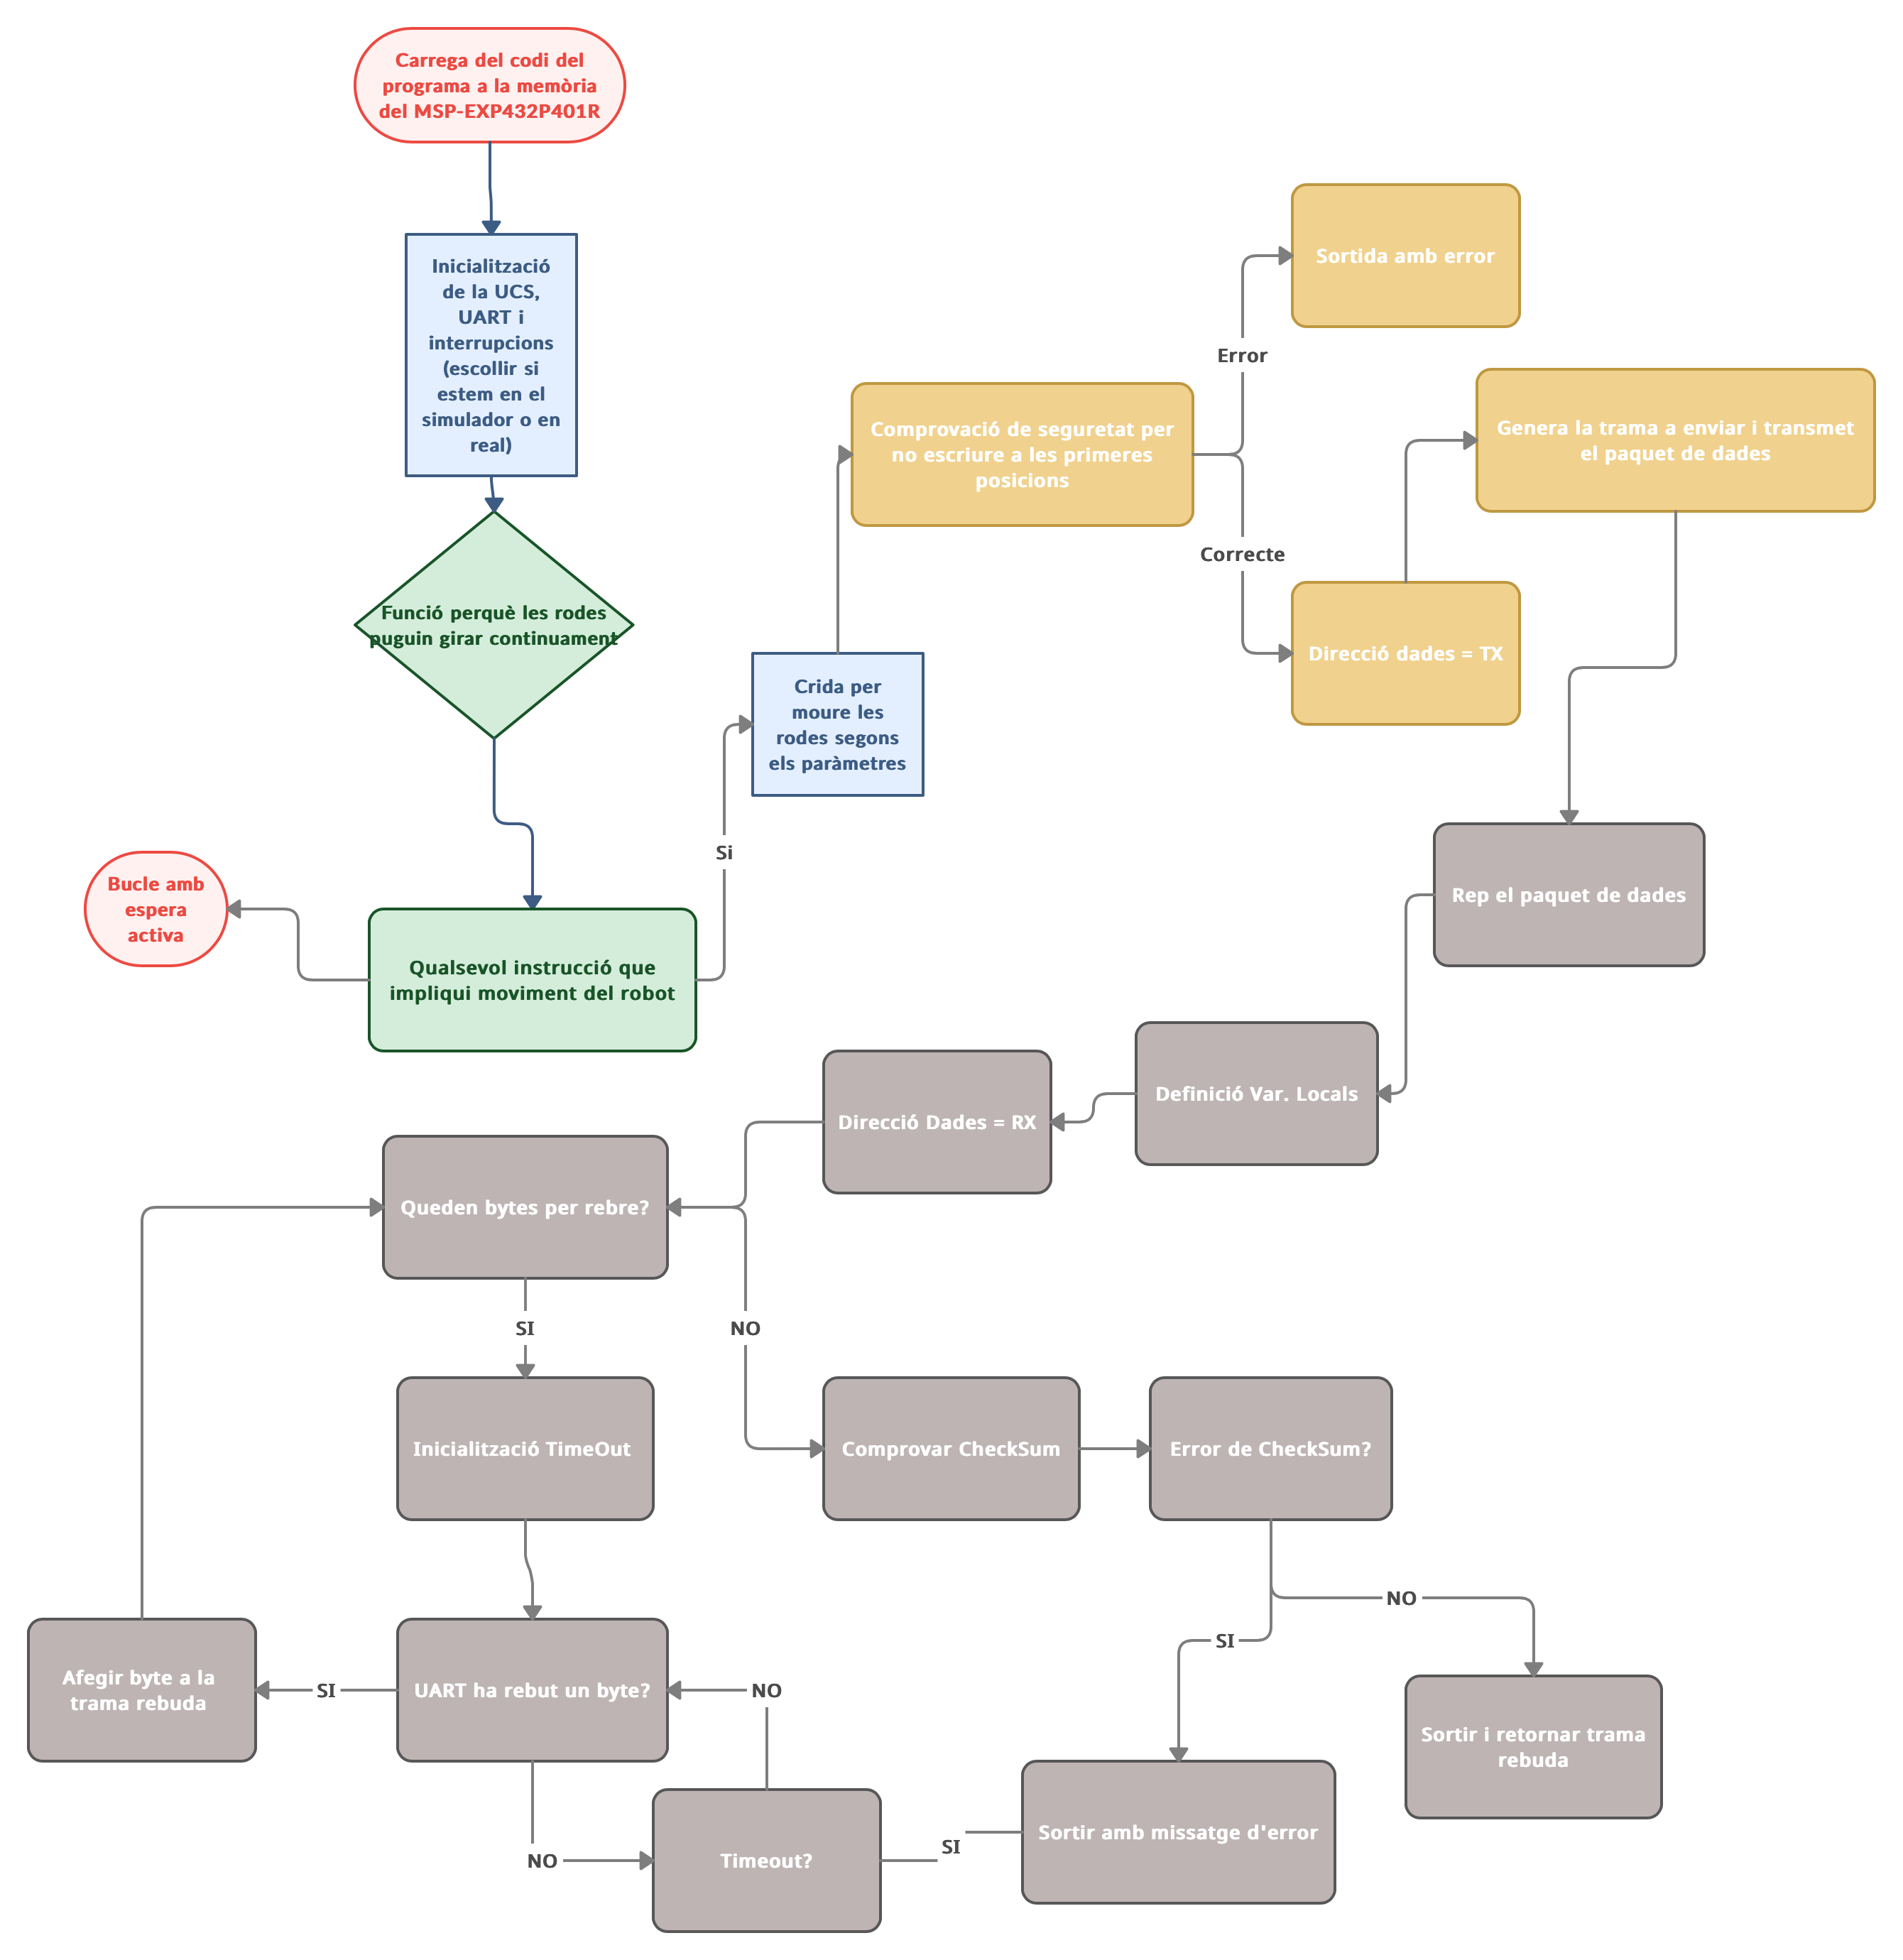 Carrega del codi del
programa a la memòria
del MSP-EXP432P401R
Inicialització
de la UCS,
UART i
interrupcions
(escollir si
estem en el
simulador o en
real)
Funció perquè les rodes
puguin girar continuament
Qualsevol instrucció que
impliqui moviment del robot
Bucle amb
espera
activa
Si
Crida per
moure les
rodes segons
els paràmetres
Comprovació de seguretat per
no escriure a les primeres
posicions
Error
Sortida amb error
Correcte
Direcció dades = TX
Genera la trama a enviar i transmet
el paquet de dades
Rep el paquet de dades
Definició Var. Locals
Direcció Dades = RX
Queden bytes per rebre?
SI
NO
Inicialització TimeOut
Comprovar CheckSum
Error de CheckSum?
NO
SI
Afegir byte a la
trama rebuda
SI
UART ha rebut un byte?
NO
Sortir i retornar trama
rebuda
NO
Timeout?
SI
Sortir amb missatge d'error